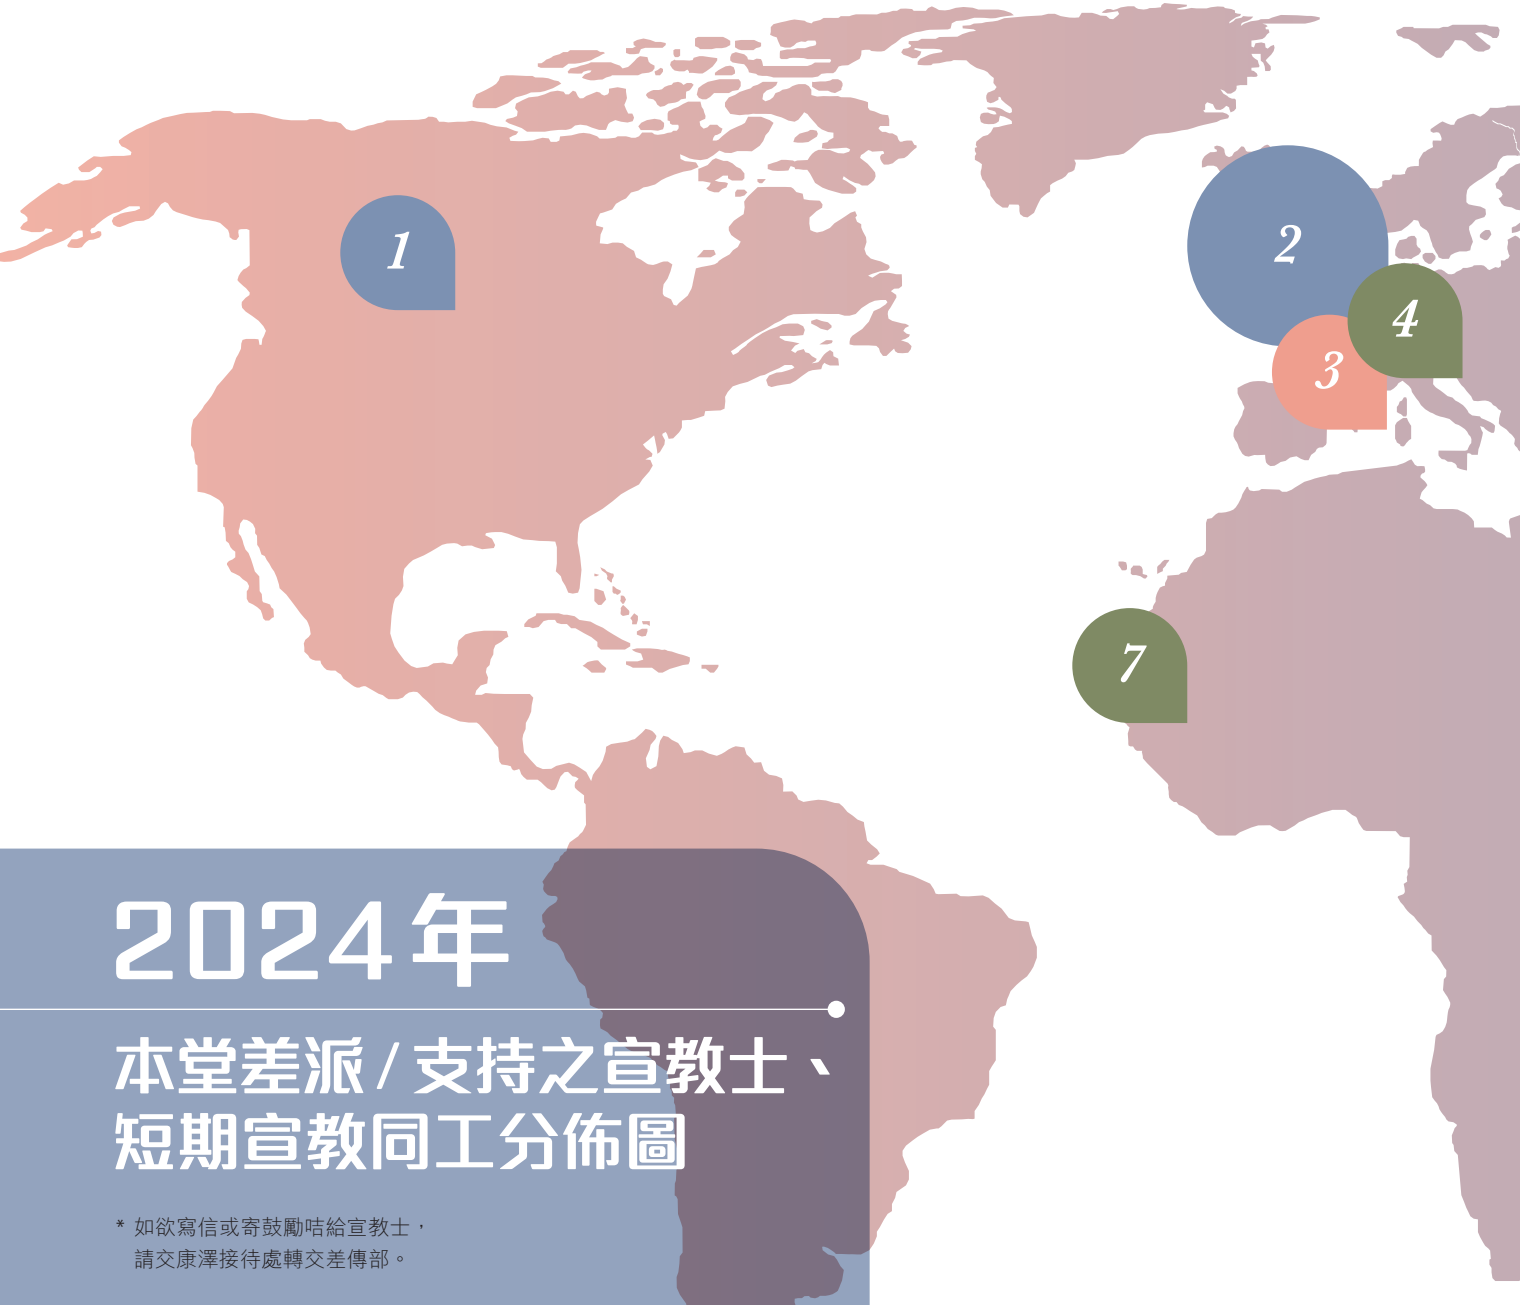 1
2
4
3
7
2024年
本堂差派/支持之宣教士、
短期宣教同工分佈圖
* 如欲寫信或寄鼓勵咭給宣教士，
請交康澤接待處轉交差傳部。